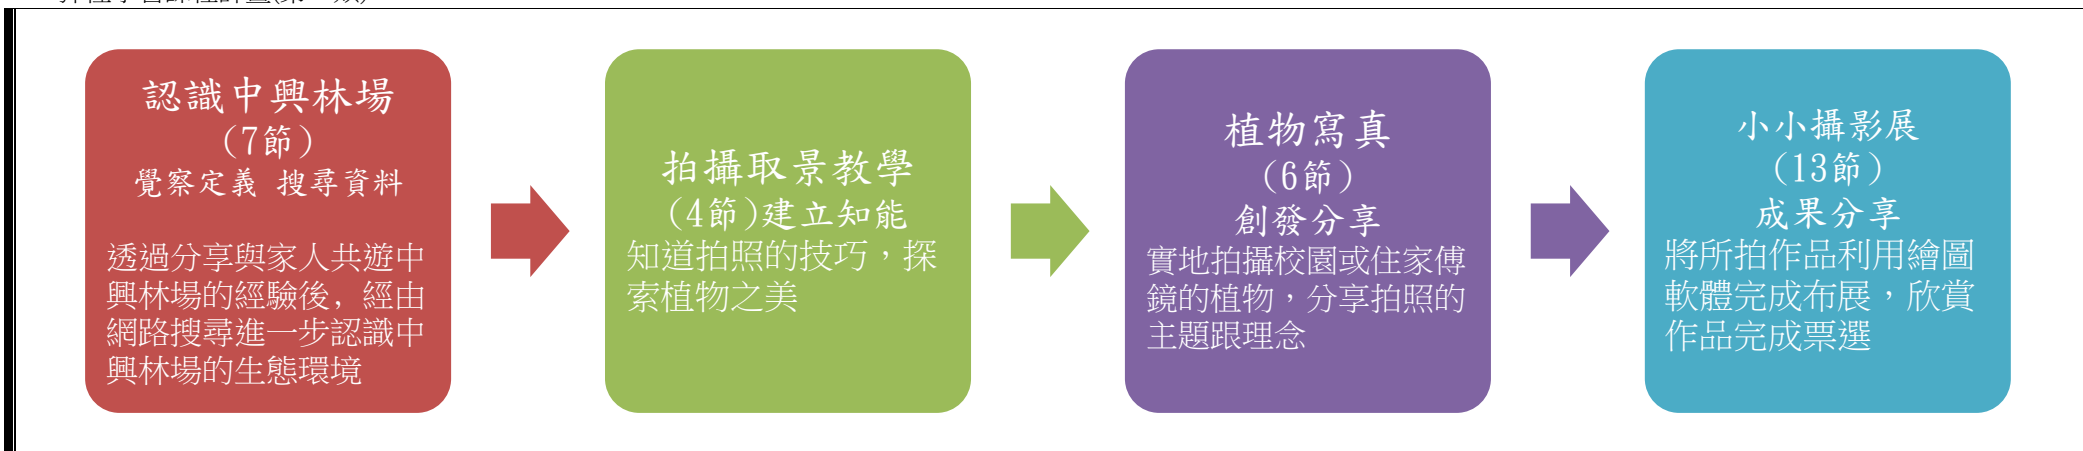 認識中興林場
(7節)
覺察定義 搜尋資料
透過分享與家人共遊中
興林場的經驗後, 經由
網路搜尋進一步認識中
興林場的生態環境
拍攝取景教學
(4節)建立知能
知道拍照的技巧，探
索植物之美
植物寫真
(6節)
創發分享
實地拍攝校園或住家傅
鏡的植物，分享拍照的
主題跟理念
小小攝影展
(13節)
成果分享
將所拍作品利用繪圖
軟體完成布展，欣賞
作品完成票選